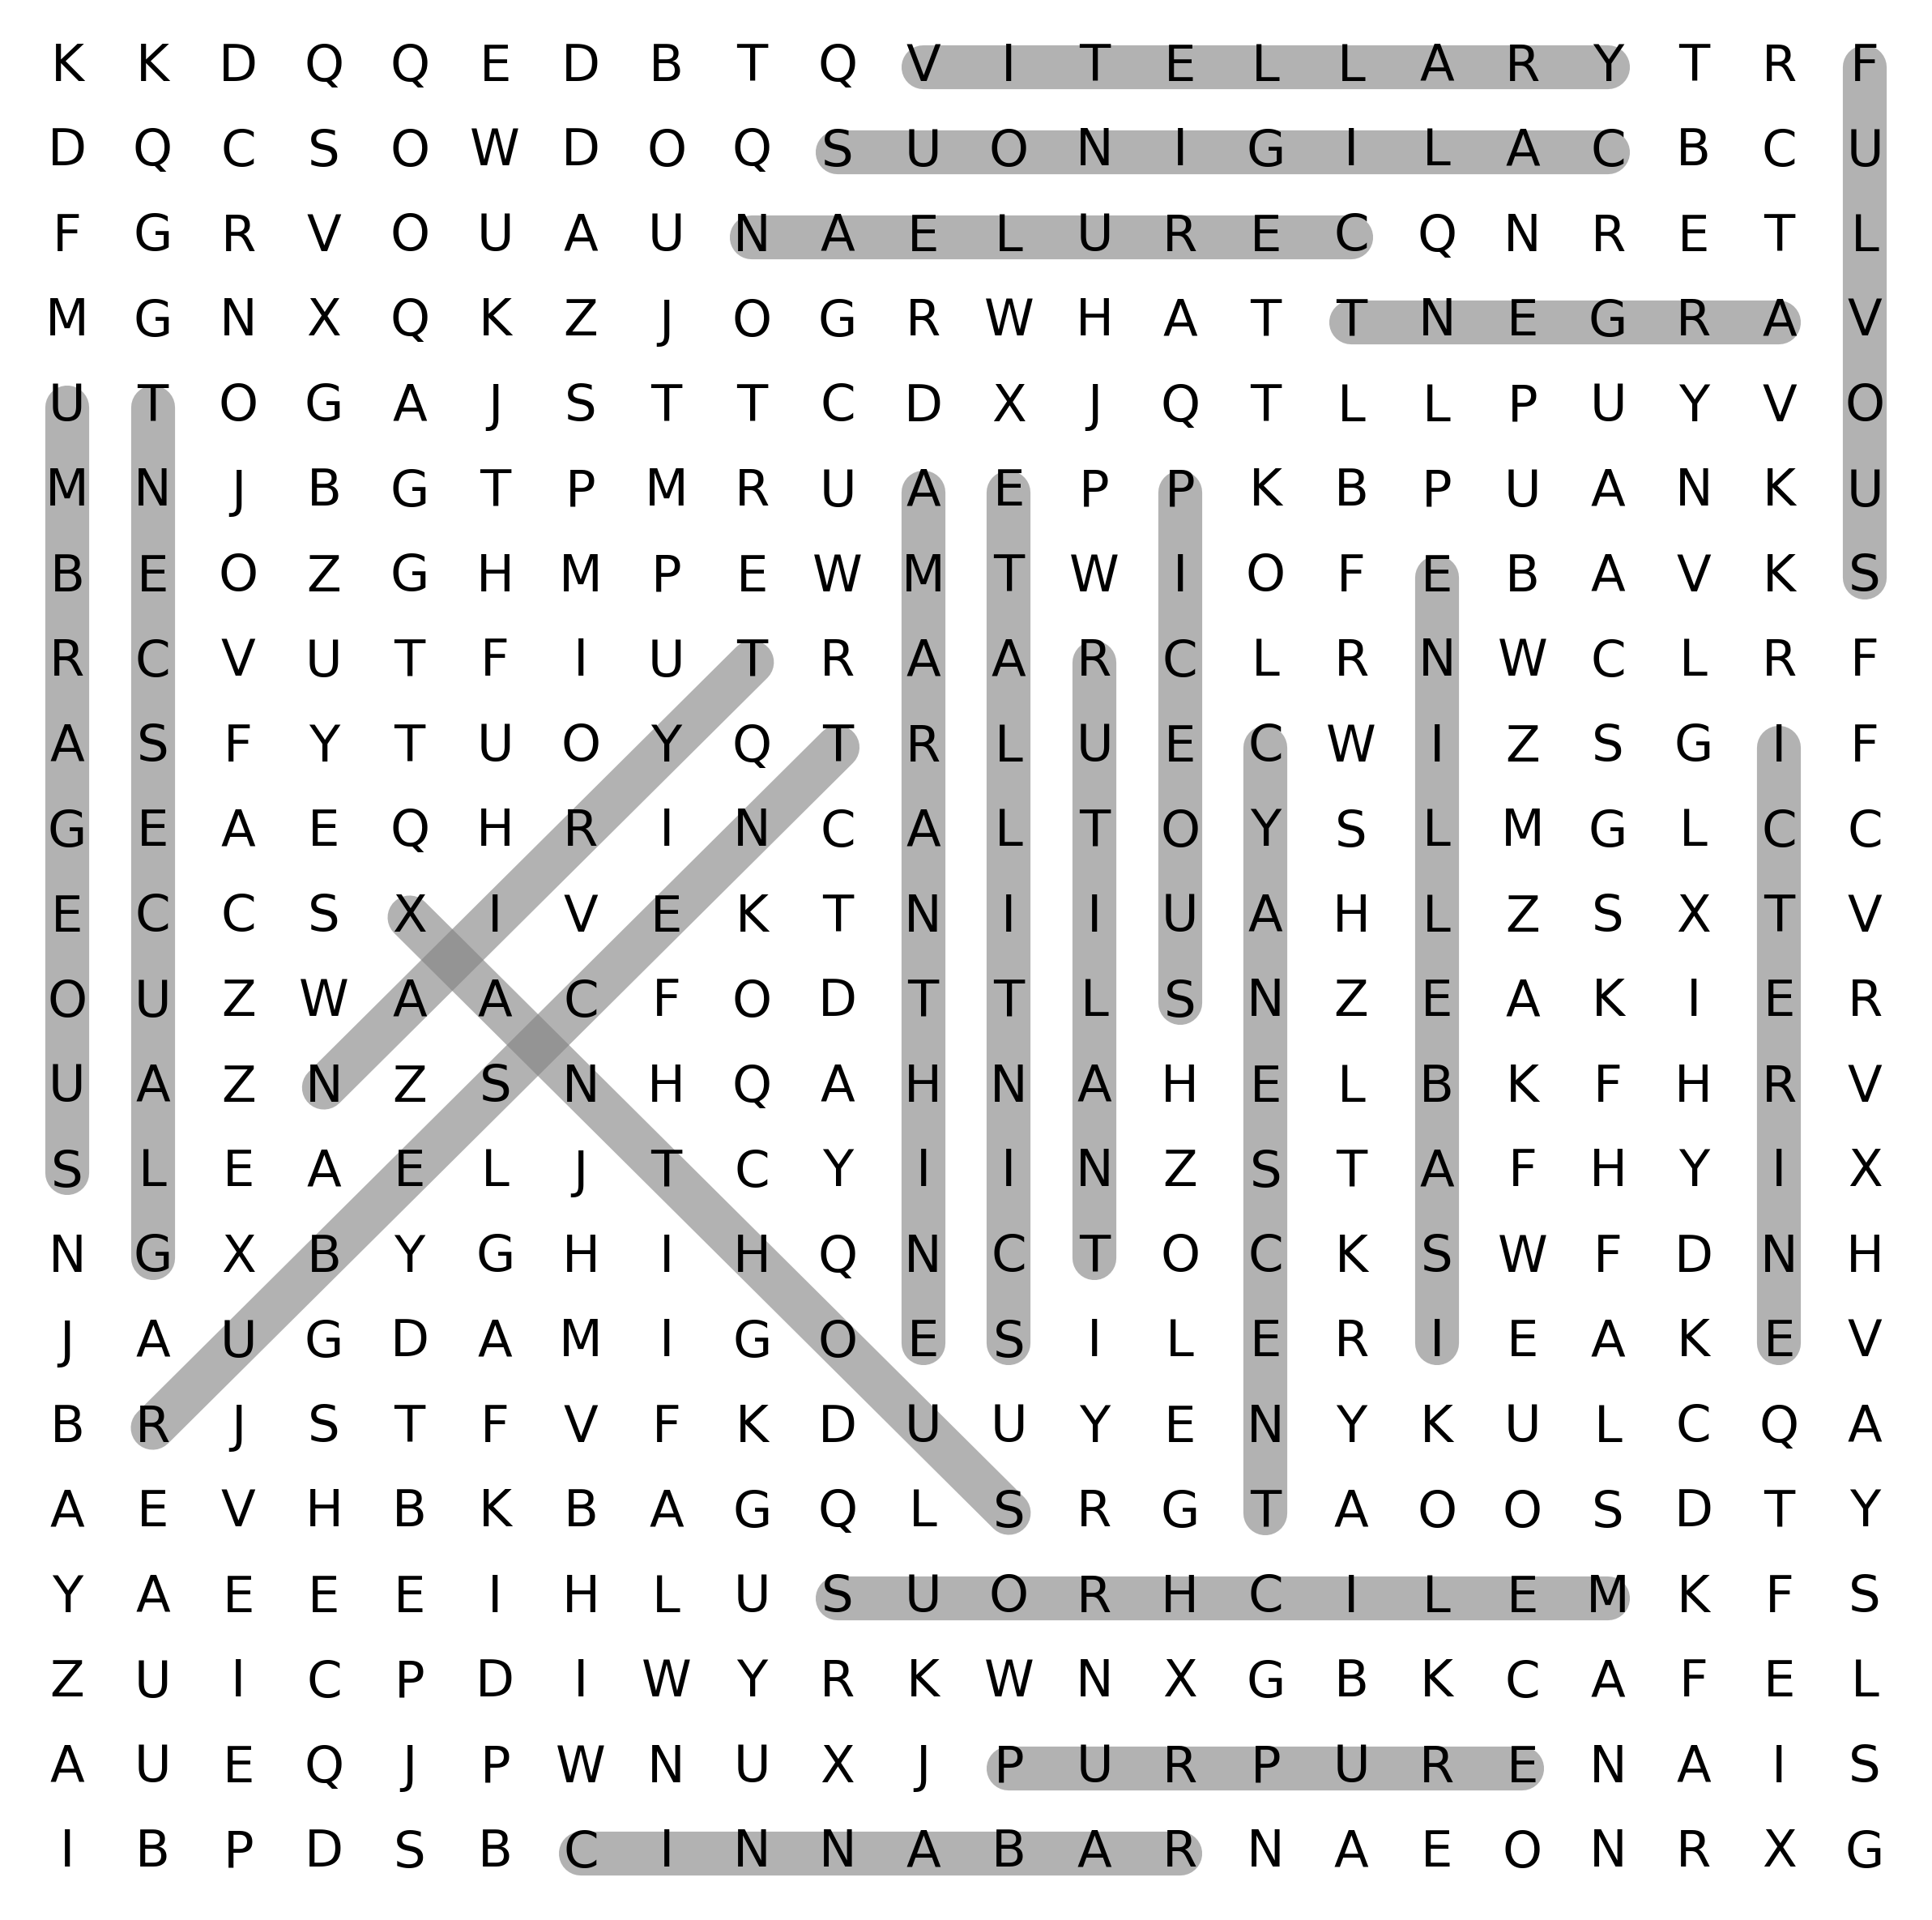 K K D Q Q E D B T Q V I T E L L A R Y T R F
D Q C S O W D O Q S U O N I G I L A C B C U
F G R V O U A U N A E L U R E C Q N R E T L
M G N X Q K Z J O G R W H A T T N E G R A V
U T O G A J S T T C D X J Q T L L P U Y V O
M N J B G T P M R U A E P P K B P U A N K U
B E O Z G H M P E W M T W I O F E B A V K S
R C V U T F I U T R A A R C L R N W C L R F
A S F Y T U O Y Q T R L U E C W I Z S G I F
G E A E Q H R I N C A L T O Y S L M G L C C
E C C S X I V E K T N I I U A H L Z S X T V
O U Z W A A C F O D T T L S N Z E A K I E R
U A Z N Z S N H Q A H N A H E L B K F H R V
S L E A E L J T C Y I I N Z S T A F H Y I X
N G X B Y G H I H Q N C T O C K S W F D N H
J A U G D A M I G O E S I L E R I E A K E V
B R J S T F V F K D U U Y E N Y K U L C Q A
A E V H B K B A G Q L S R G T A O O S D T Y
Y A E E E I H L U S U O R H C I L E M K F S
Z U I C P D I W Y R K W N X G B K C A F E L
A U E Q J P W N U X J P U R P U R E N A I S
I B P D S B C I N N A B A R N A E O N R X G